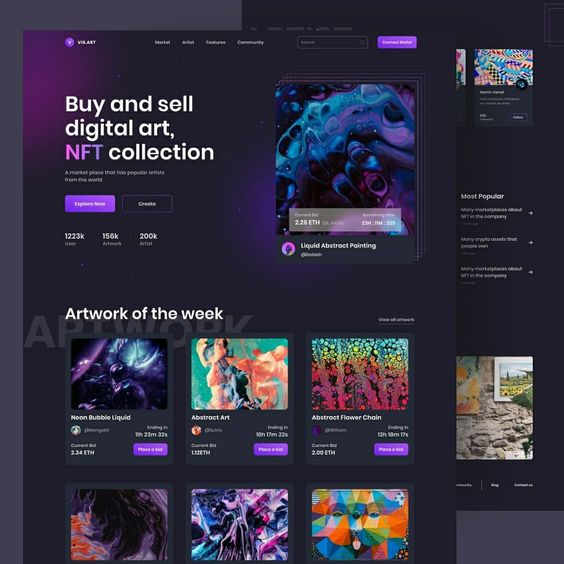 VIS.ART
Market
Artist
Features
Community
Search
Connect Wallet
Buy and sell
digital art,
NFT collection
A market place that has popular artists
from the world
Explore Now
Create
1223k
User
156k
Artwork
200k
Artist
Current Bid
2.26 ETH
Remaining time
23H : 11M : 32S
Liquid Abstract Painting
Artwork of the week
ARTWORK
View all artwork
Neon Bubble Liquid
Ending in
11h 23m 32s
Current Bid
2.34 ETH
Place a bid
Abstract Art
Ending in
10h 17m 22s
Current Bid
1.12ETH
Place a bid
Abstract Flower Chain
@William
Ending in
12h 18m 17s
Current Bid
2.00 ETH
Place a bid
Follow
Most Popular
Many marketplaces about
NFT in the company
Many crypto assets that
people own
Many marketplaces about
NFT in the company
Blog
Contact us